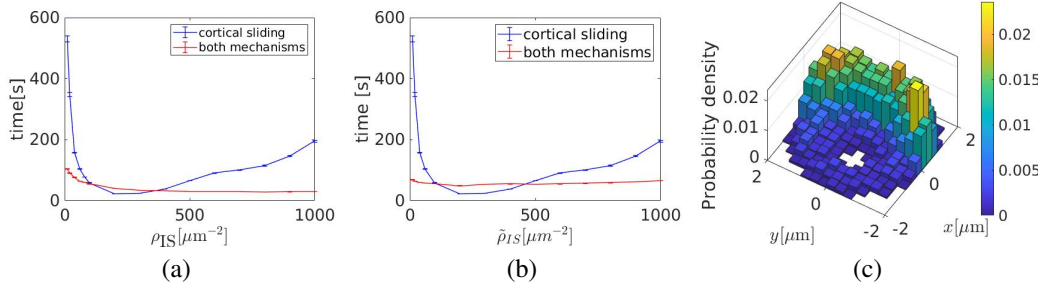 (a)
600
400
200
0
time[s]
0
500
1000
ρ_IS[μm⁻²]
cortical sliding
both mechanisms
(b)
600
400
200
0
time [s]
0
500
1000
ρ̃_IS[μm⁻²]
cortical sliding
both mechanisms
(c)
Probability density
0.02
0.01
0
2
0
-2
y[μm]
-2
0
2
x[μm]
0.02
0.015
0.01
0.005
0